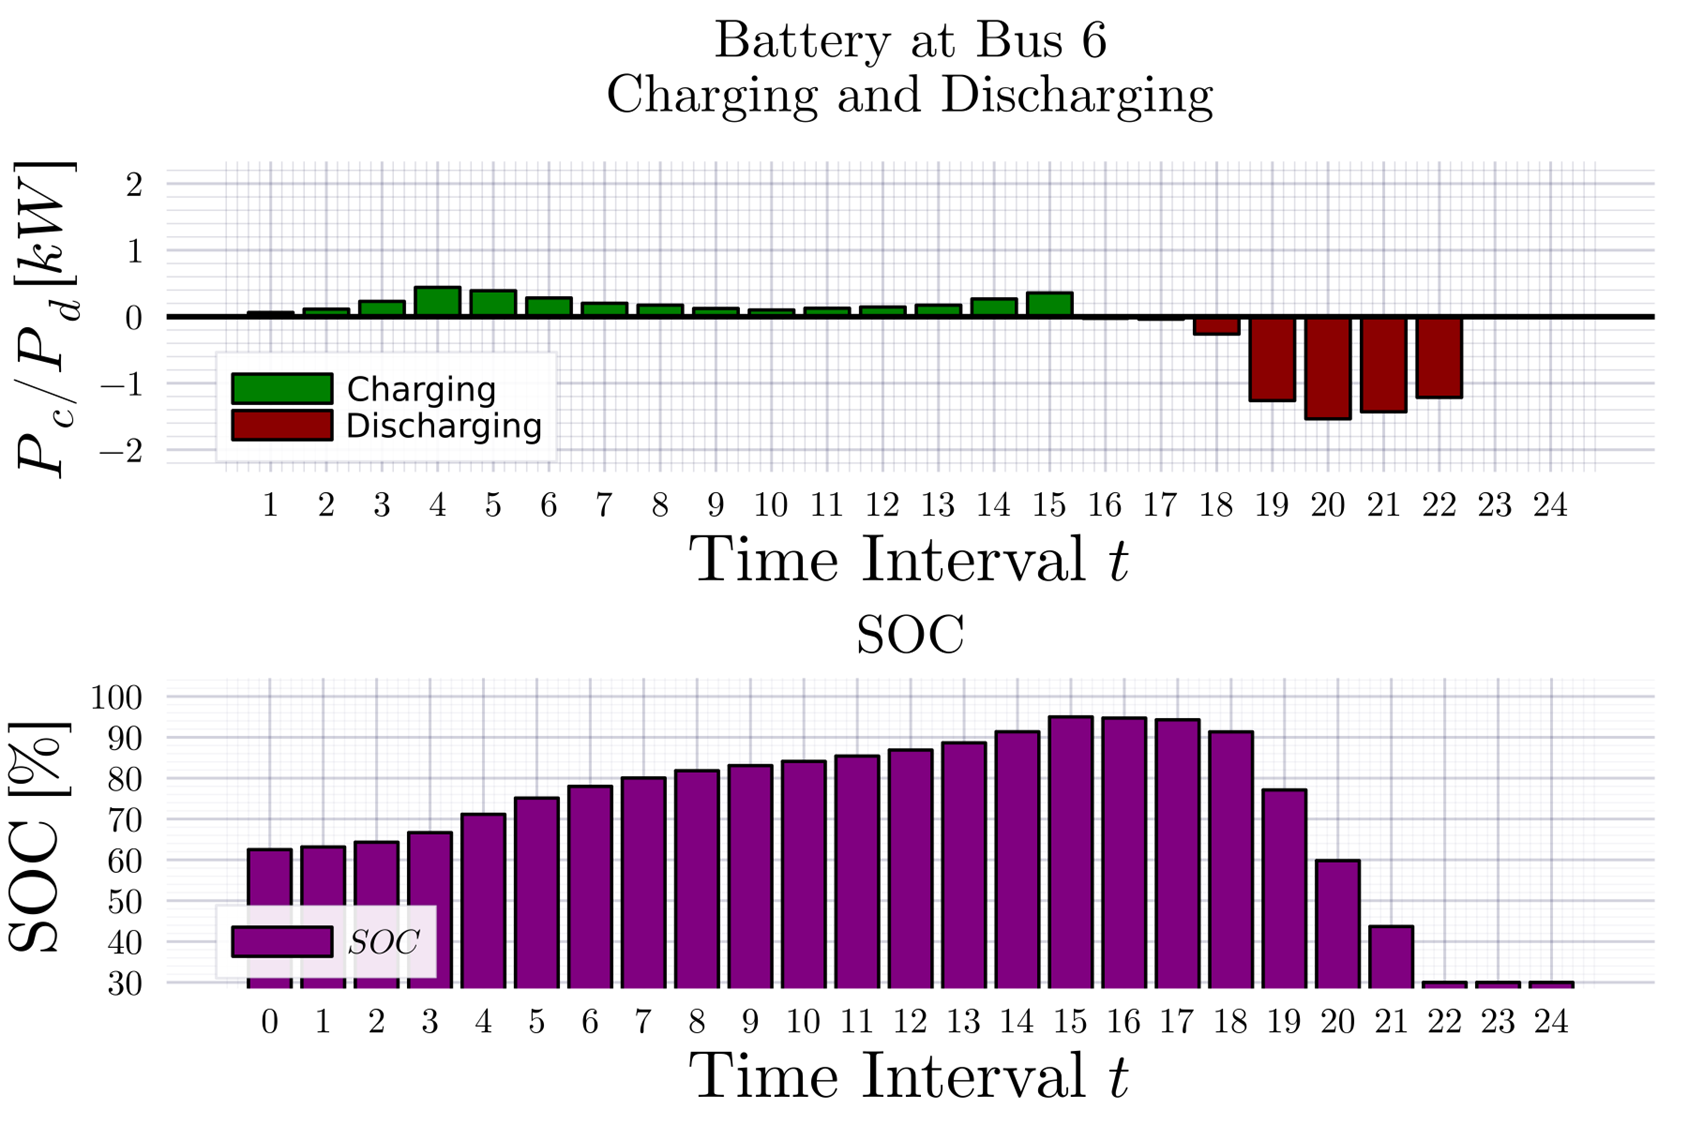 Battery at Bus 6
Charging and Discharging
P_c/P_d [kW]
2
1
0
−1
−2
Charging
Discharging
1 2 3 4 5 6 7 8 9 10 11 12 13 14 15 16 17 18 19 20 21 22 23 24
Time Interval t
SOC
SOC [%]
100
90
80
70
60
50
40
30
SOC
0 1 2 3 4 5 6 7 8 9 10 11 12 13 14 15 16 17 18 19 20 21 22 23 24
Time Interval t